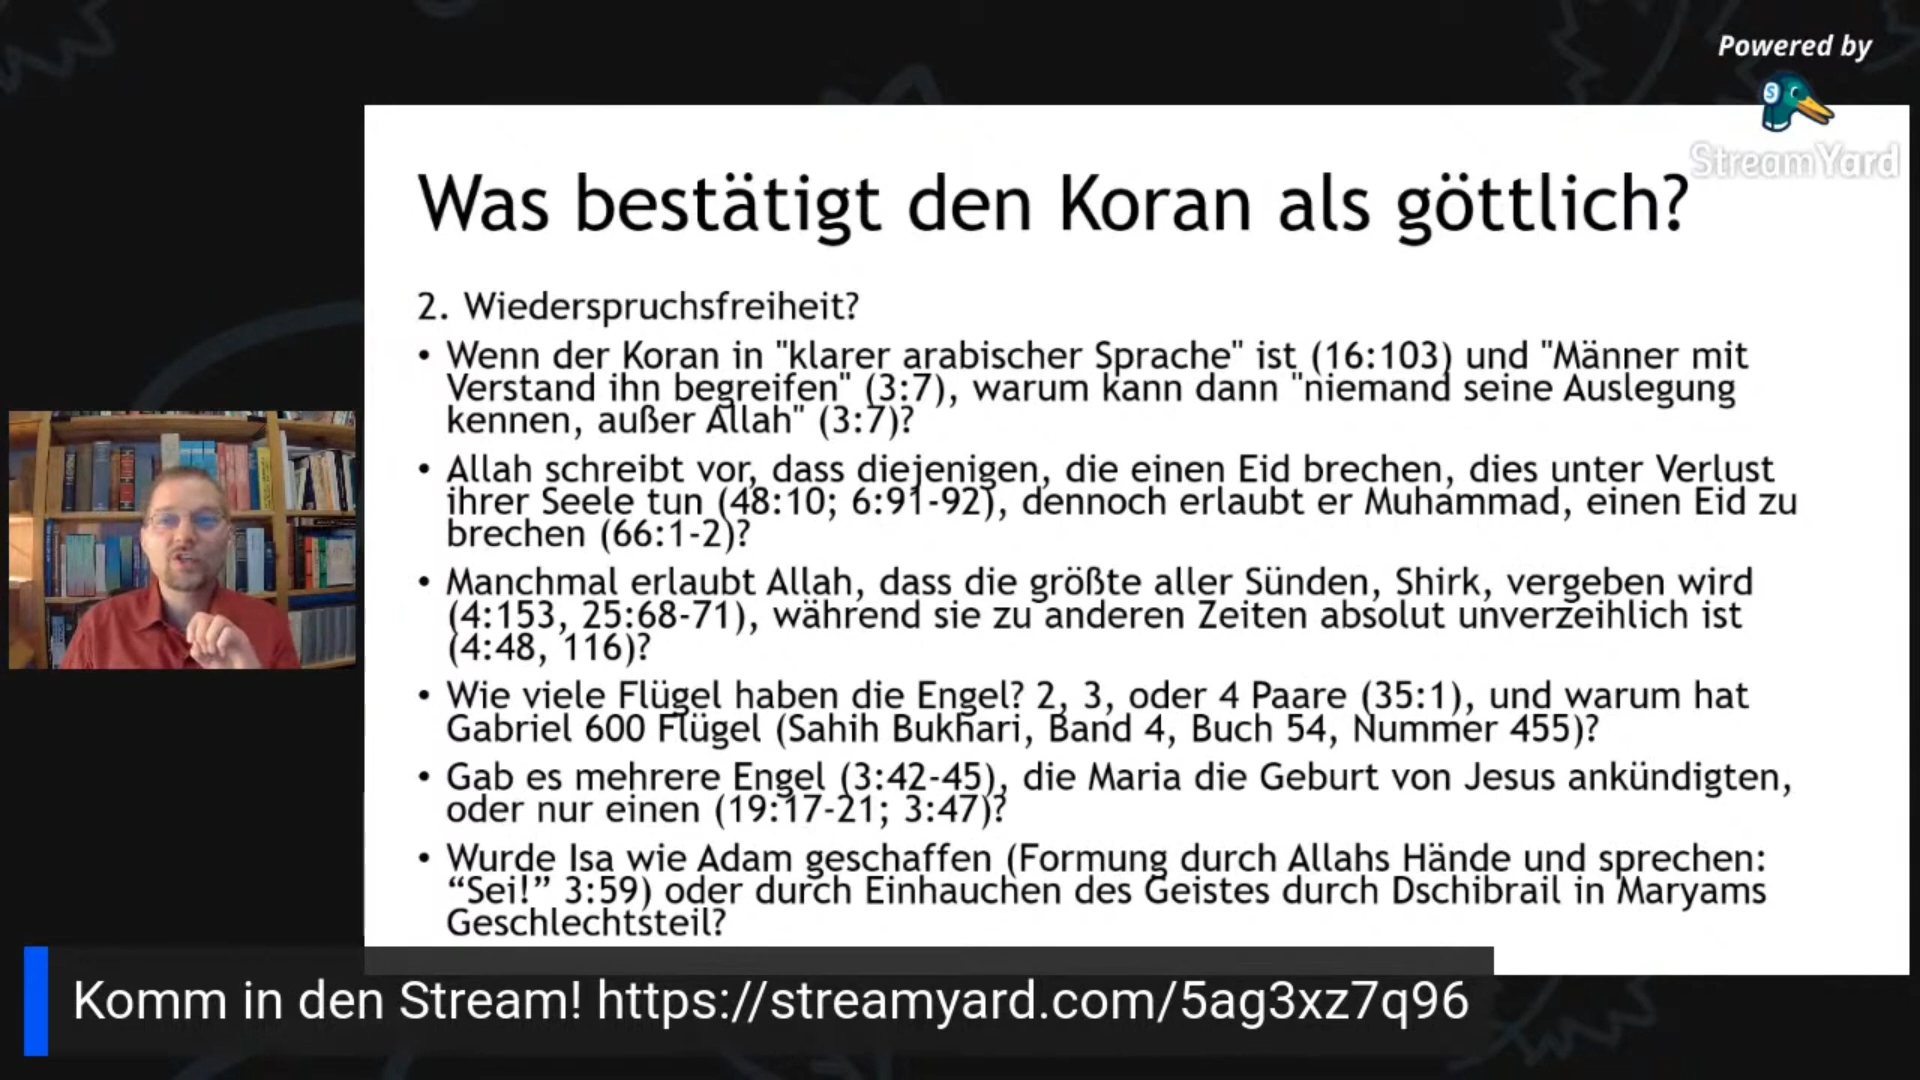 Powered by
StreamYard
Was bestätigt den Koran als göttlich?
2. Wiederspruchsfreiheit?
• Wenn der Koran in "klarer arabischer Sprache" ist (16:103) und "Männer mit
Verstand ihn begreifen" (3:7), warum kann dann "niemand seine Auslegung
kennen, außer Allah" (3:7)?
• Allah schreibt vor, dass diejenigen, die einen Eid brechen, dies unter Verlust
ihrer Seele tun (48:10; 6:91-92), dennoch erlaubt er Muhammad, einen Eid zu
brechen (66:1-2)?
• Manchmal erlaubt Allah, dass die größte aller Sünden, Shirk, vergeben wird
(4:153, 25:68-71), während sie zu anderen Zeiten absolut unverzeihlich ist
(4:48, 116)?
• Wie viele Flügel haben die Engel? 2, 3, oder 4 Paare (35:1), und warum hat
Gabriel 600 Flügel (Sahih Bukhari, Band 4, Buch 54, Nummer 455)?
• Gab es mehrere Engel (3:42-45), die Maria die Geburt von Jesus ankündigten,
oder nur einen (19:17-21; 3:47)?
• Wurde Isa wie Adam geschaffen (Formung durch Allahs Hände und sprechen:
“Sei!” 3:59) oder durch Einhauchen des Geistes durch Dschibrail in Maryams
Geschlechtsteil?
Komm in den Stream! https://streamyard.com/5ag3xz7q96